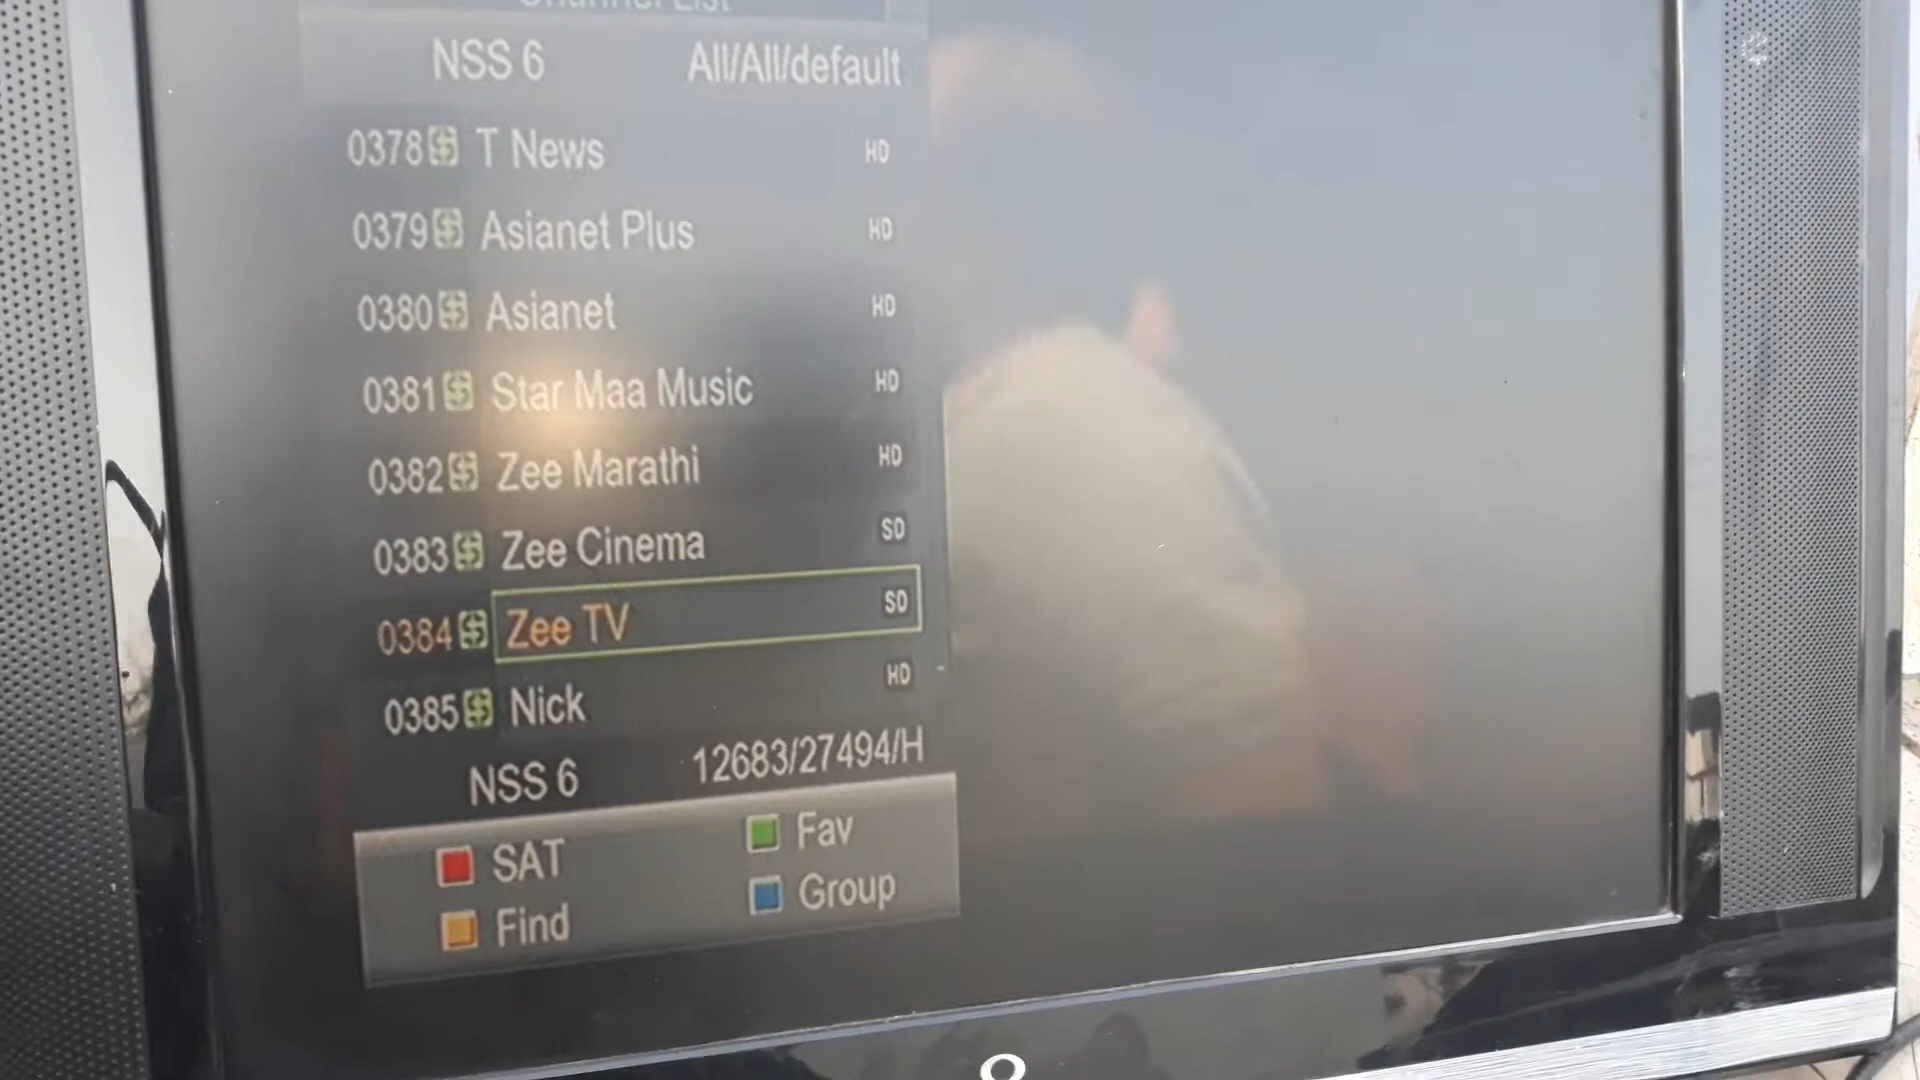 Channel List
NSS 6 All/All/default
0378 $ T News HD
0379 $ Asianet Plus HD
0380 $ Asianet HD
0381 $ Star Maa Music HD
0382 $ Zee Marathi HD
0383 $ Zee Cinema SD
0384 $ Zee TV SD
0385 $ Nick HD
NSS 6 12683/27494/H
SAT Fav
Find Group